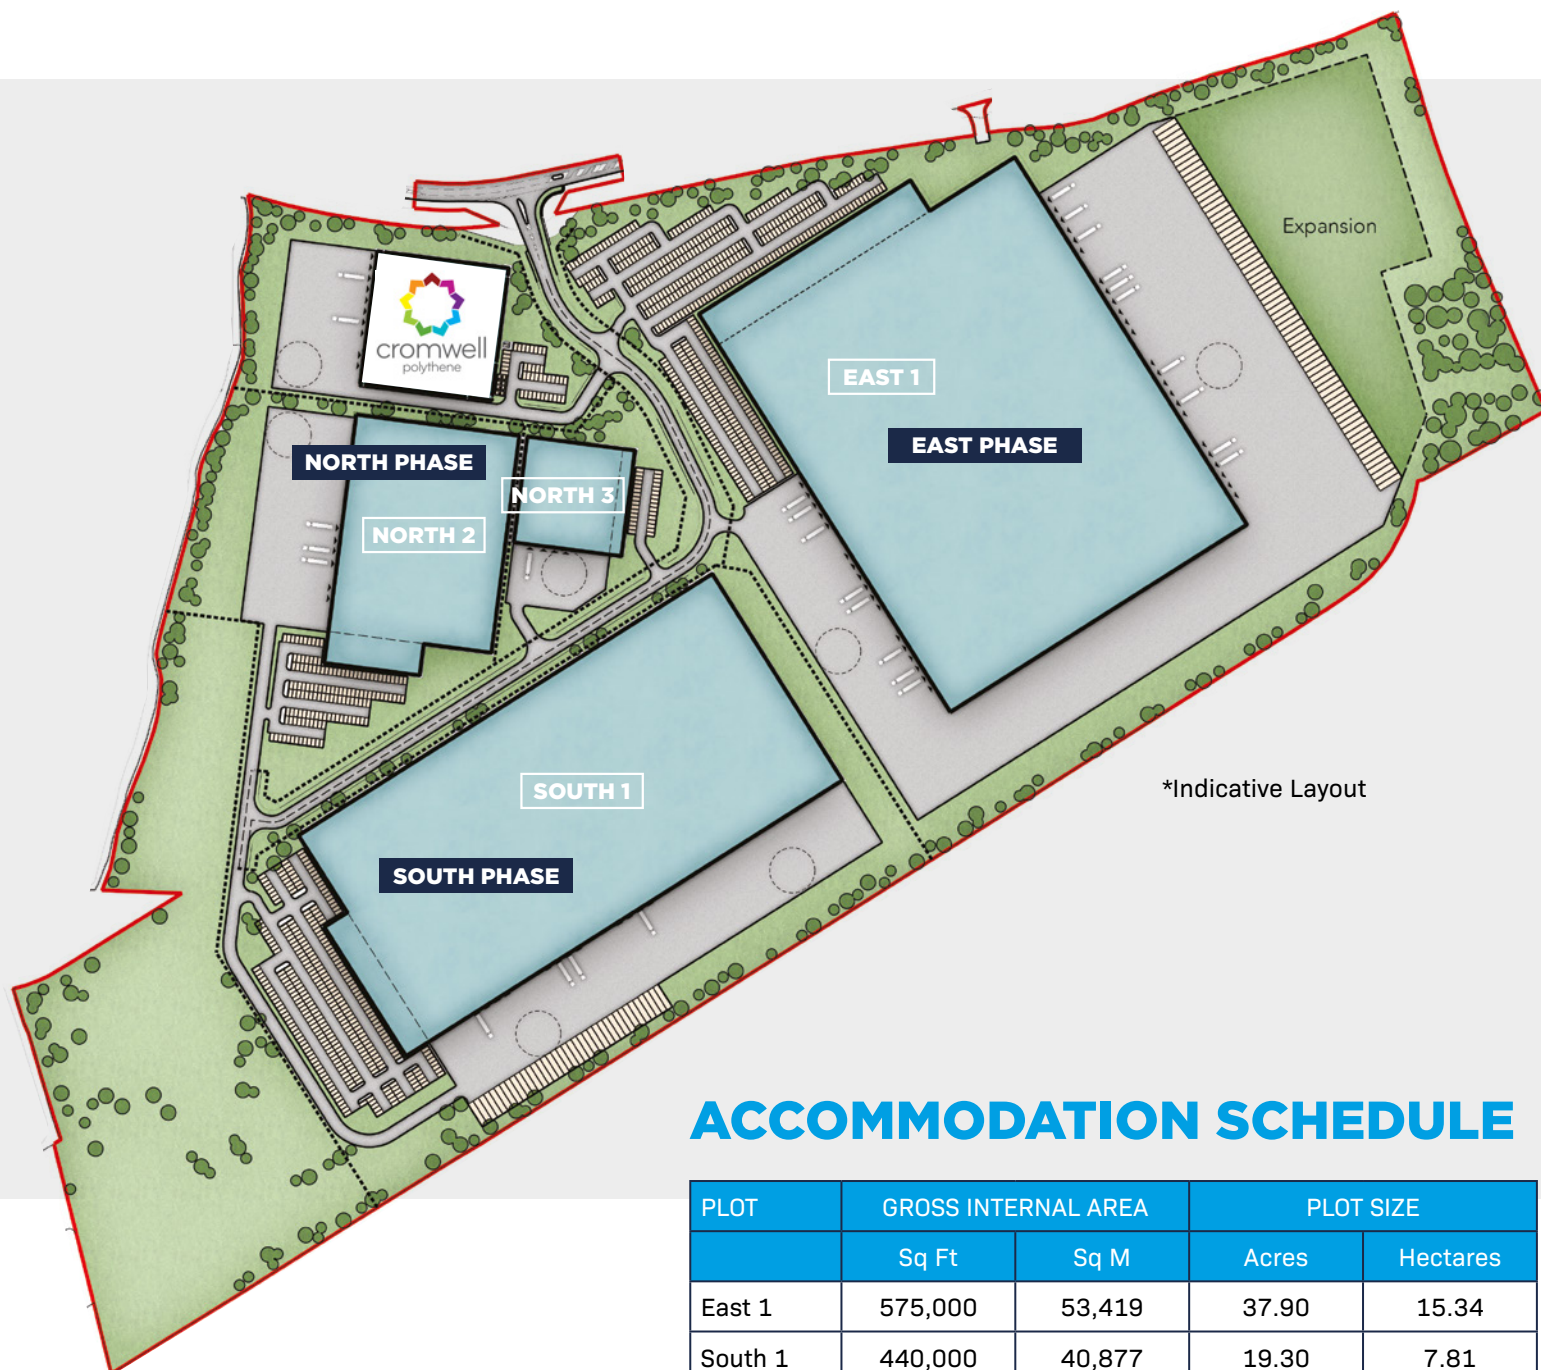 Expansion
cromwell
polythene
EAST 1
EAST PHASE
NORTH PHASE
NORTH 3
NORTH 2
SOUTH 1
*Indicative Layout
SOUTH PHASE
ACCOMMODATION SCHEDULE
PLOT GROSS INTERNAL AREA PLOT SIZE
Sq Ft Sq M Acres Hectares
East 1 575,000 53,419 37.90 15.34
South 1 440,000 40,877 19.30 7.81